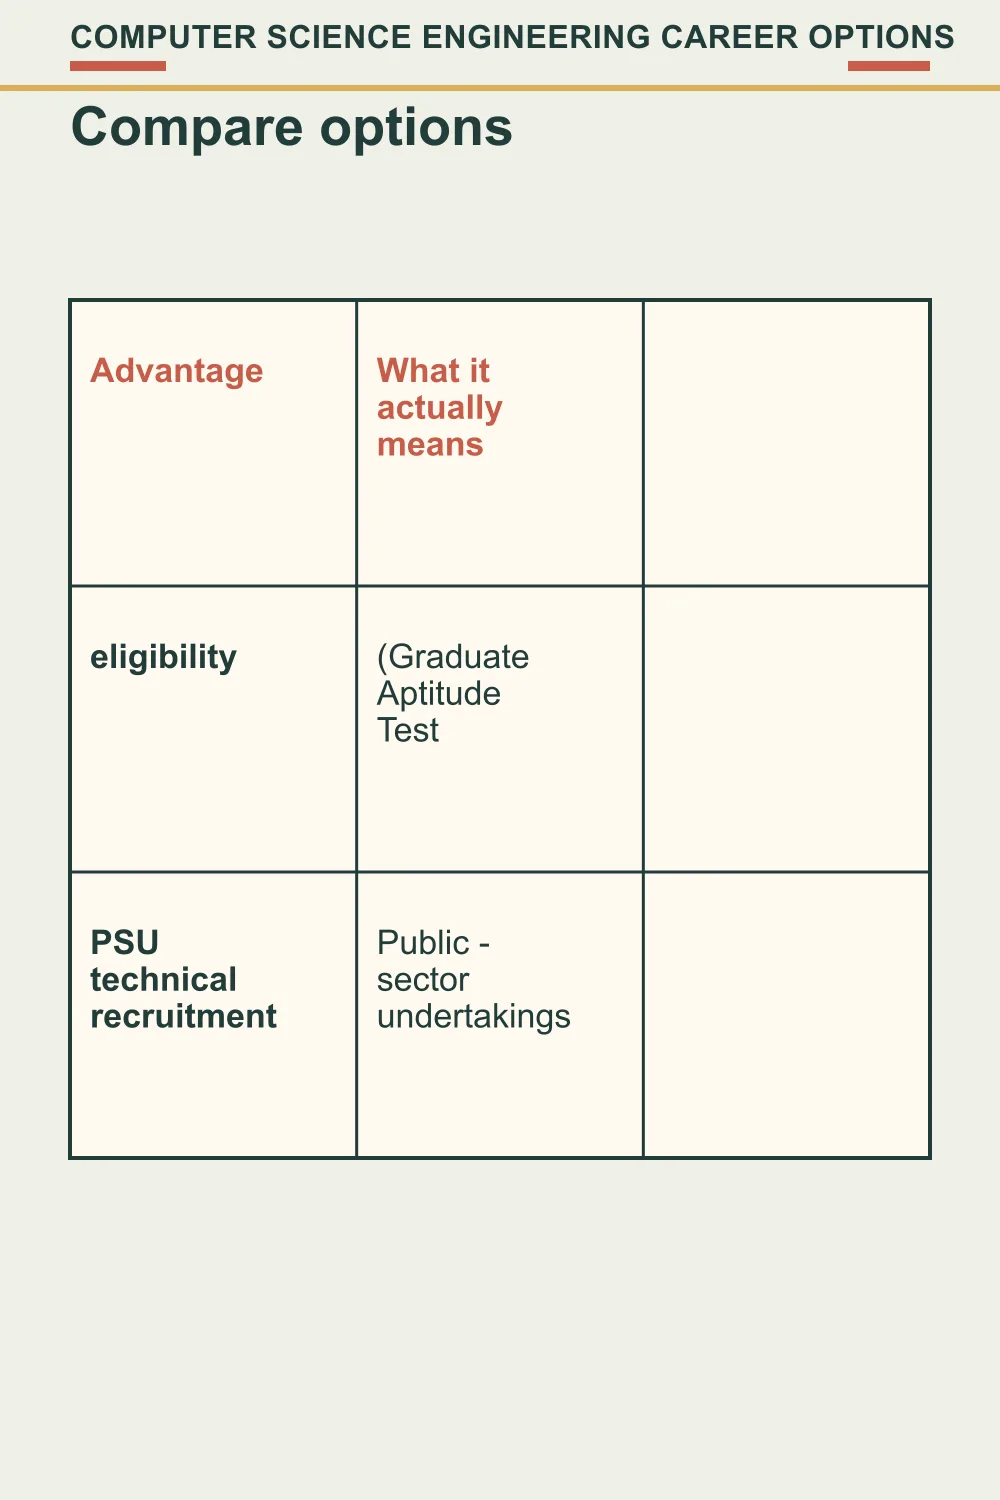 COMPUTER SCIENCE ENGINEERING CAREER OPTIONS
Compare options
Advantage
What it
actually
means
eligibility
(Graduate
Aptitude
Test
PSU
technical
recruitment
Public -
sector
undertakings